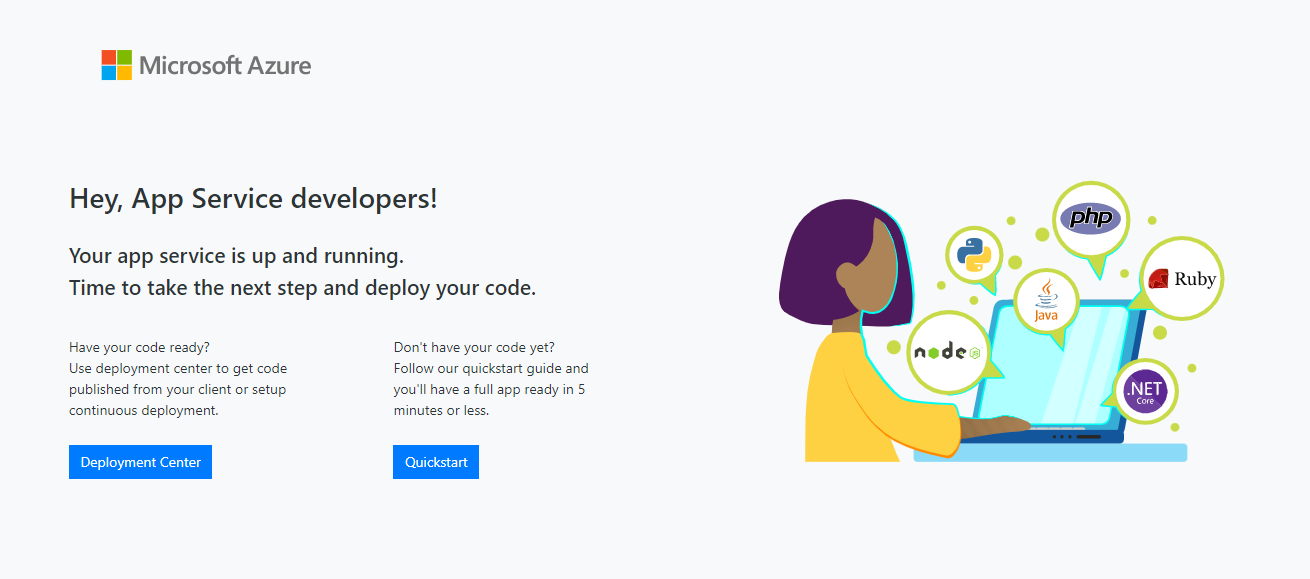 Microsoft Azure
Hey, App Service developers!
Your app service is up and running.
Time to take the next step and deploy your code.
Have your code ready?
Use deployment center to get code
published from your client or setup
continuous deployment.
Deployment Center
Don't have your code yet?
Follow our quickstart guide and
you'll have a full app ready in 5
minutes or less.
Quickstart
php
Ruby
Java
node
JS
.NET
Core